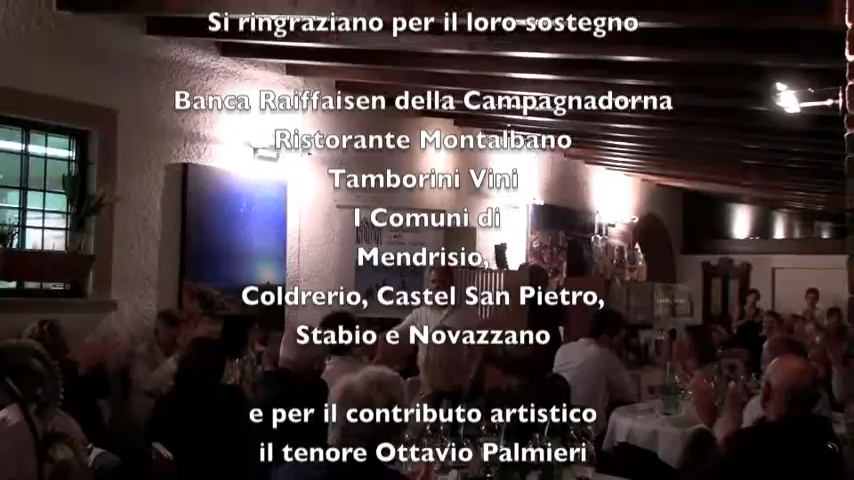 Si ringraziano per il loro sostegno
Banca Raiffaisen della Campagnadorna
Ristorante Montalbano
Tamborini Vini
I Comuni di
Mendrisio,
Coldrerio, Castel San Pietro,
Stabio e Novazzano
e per il contributo artistico
il tenore Ottavio Palmieri